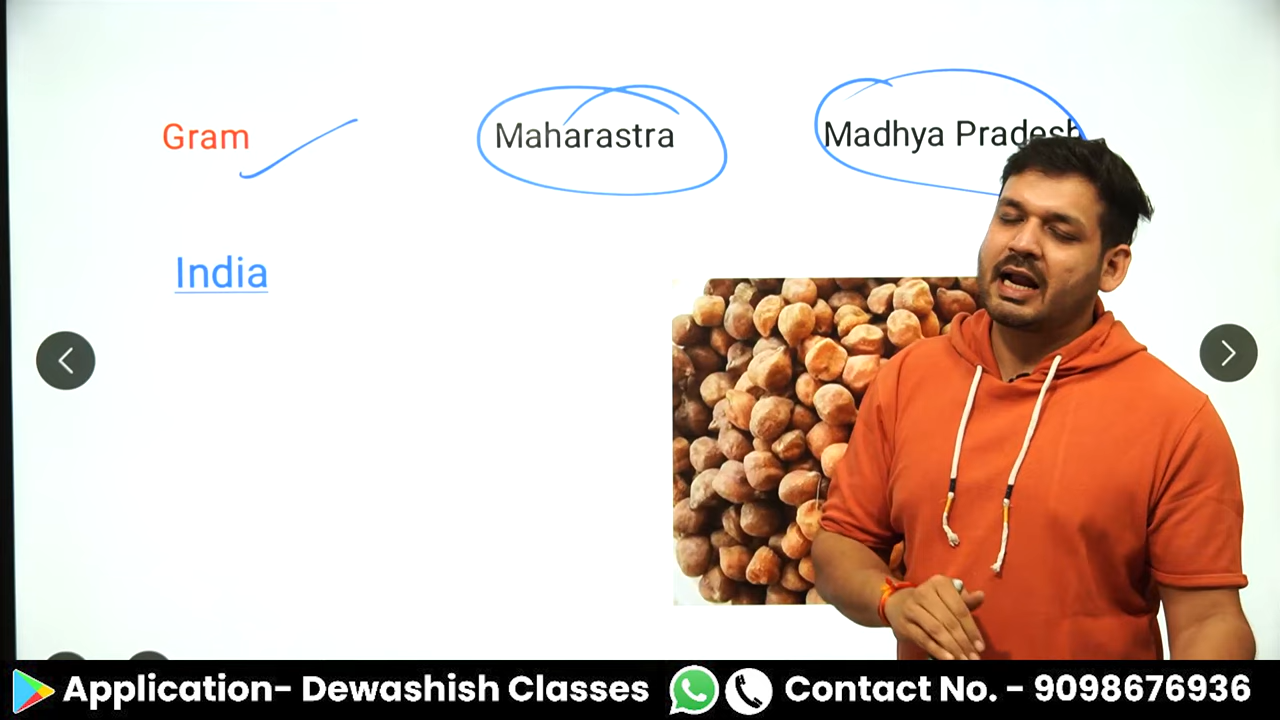 Gram Maharastra Madhya Pradesh
India
Application- Dewashish Classes Contact No. - 9098676936